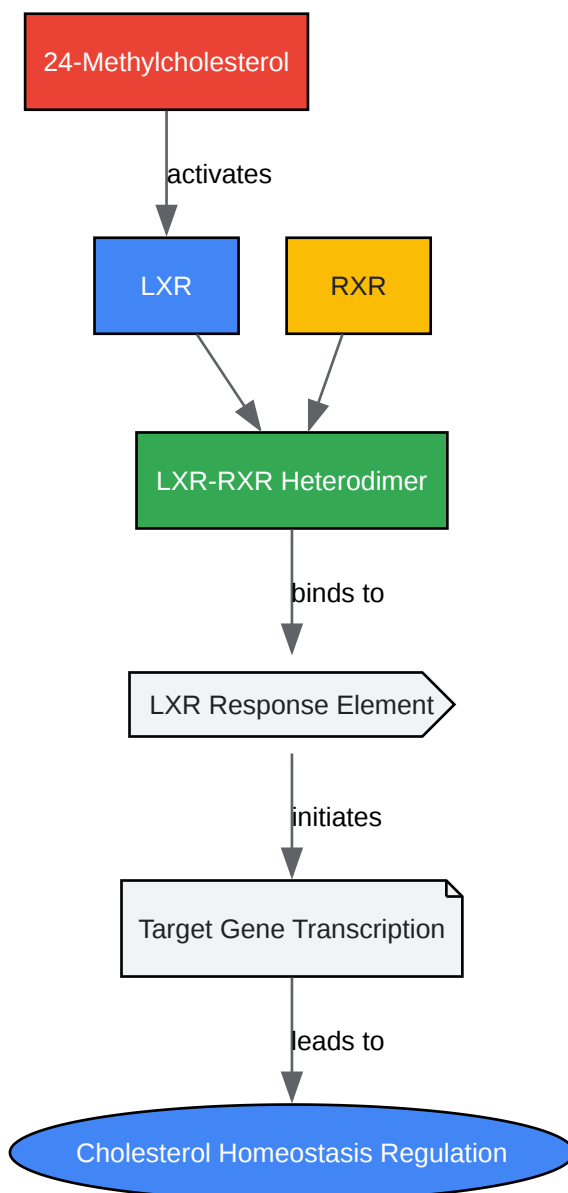 24-Methylcholesterol
activates
LXR
RXR
LXR-RXR Heterodimer
binds to
LXR Response Element
initiates
Target Gene Transcription
leads to
Cholesterol Homeostasis Regulation